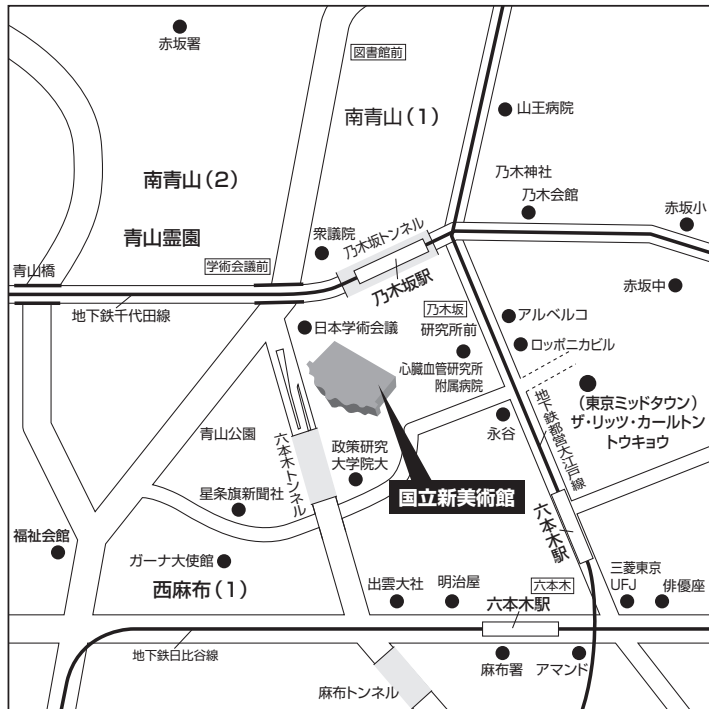 赤坂署
図書館前
南青山(1)
山王病院
南青山(2)
乃木神社
乃木会館
赤坂小
青山霊園
衆議院
乃木坂トンネル
学術会議前
青山橋
乃木坂駅
赤坂中
地下鉄千代田線
乃木坂
日本学術会議
研究所前
アルベルコ
ロッポニカビル
心臓血管研究所
附属病院
(東京ミッドタウン)
ザ・リッツ・カールトン
トウキョウ
地下鉄都営大江戸線
永谷
青山公園
六本木トンネル
政策研究
大学院大
国立新美術館
星条旗新聞社
六本木駅
福祉会館
ガーナ大使館
西麻布(1)
出雲大社
明治屋
六本木
三菱東京
UFJ
俳優座
六本木駅
地下鉄日比谷線
麻布署
アマンド
麻布トンネル